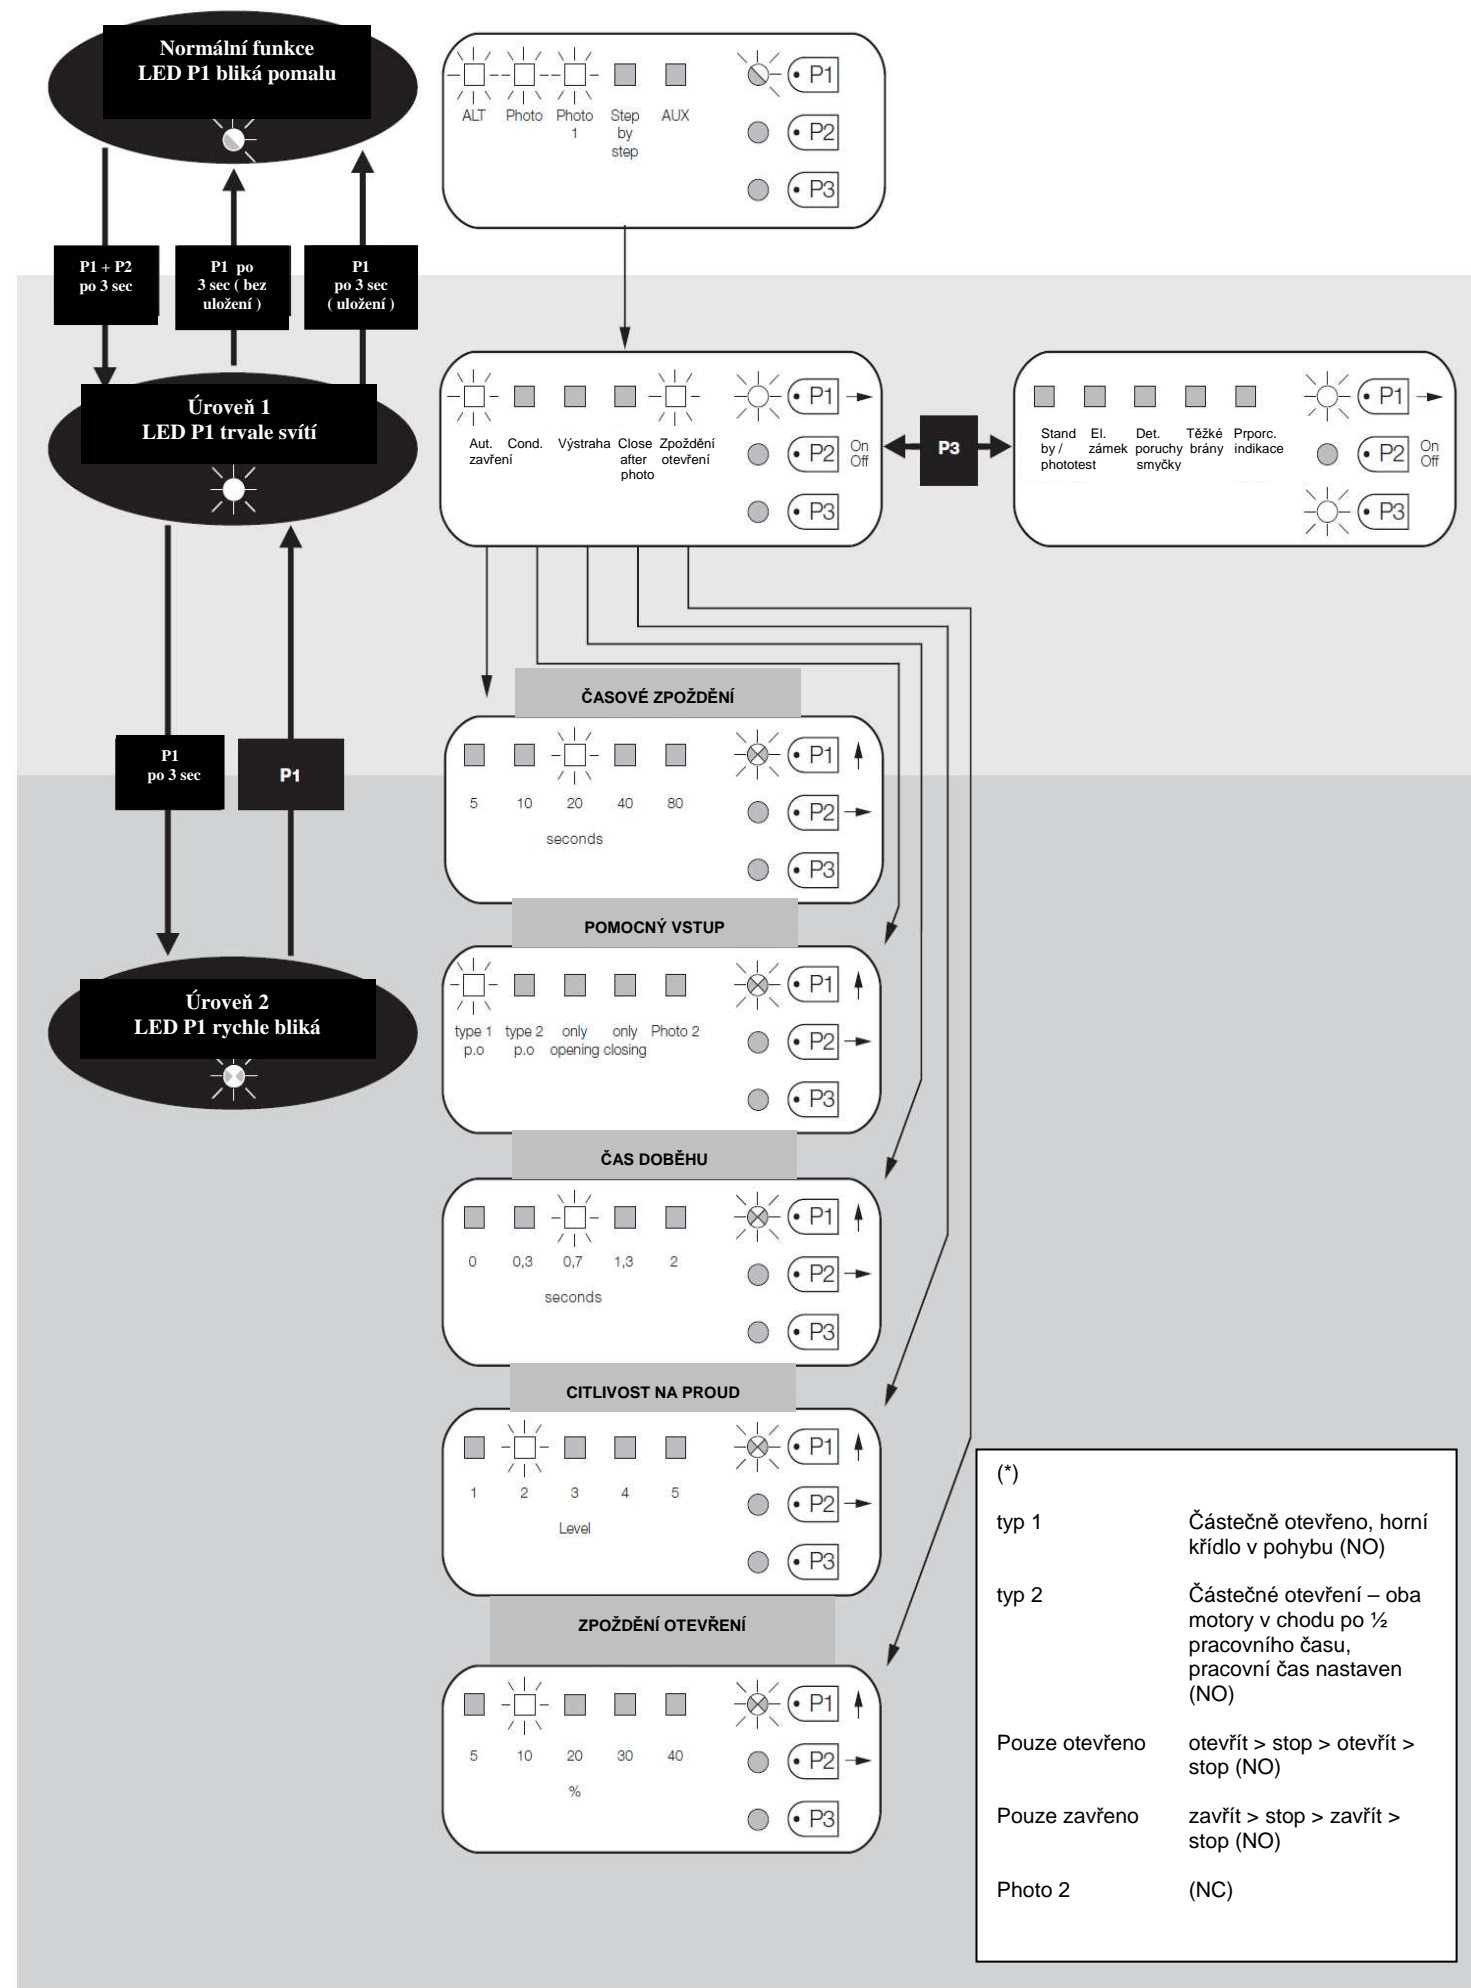 Normální funkce
LED P1 bliká pomalu
ALT Photo Photo Step AUX
1 by
step
P1
P2
P3
P1 + P2
po 3 sec
P1 po
3 sec ( bez
uložení )
P1
po 3 sec
( uložení )
Úroveň 1
LED P1 trvale svítí
Aut. Cond. Výstraha Close Zpoždění
zavření after otevření
photo
P1
P2 On
Off
P3
P3
Stand El. Det. Těžké Prporc.
by / zámek poruchy brány indikace
phototest smyčky
P1
P2 On
Off
P3
P1
po 3 sec
P1
ČASOVÉ ZPOŽDĚNÍ
5 10 20 40 80
seconds
P1
P2
P3
Úroveň 2
LED P1 rychle bliká
POMOCNÝ VSTUP
type 1 type 2 only only Photo 2
p.o p.o opening closing
P1
P2
P3
ČAS DOBĚHU
0 0,3 0,7 1,3 2
seconds
P1
P2
P3
CITLIVOST NA PROUD
1 2 3 4 5
Level
P1
P2
P3
ZPOŽDĚNÍ OTEVŘENÍ
5 10 20 30 40
%
P1
P2
P3
(*)
typ 1 Částečně otevřeno, horní
křídlo v pohybu (NO)
typ 2 Částečné otevření – oba
motory v chodu po ½
pracovního času,
pracovní čas nastaven
(NO)
Pouze otevřeno otevřít > stop > otevřít >
stop (NO)
Pouze zavřeno zavřít > stop > zavřít >
stop (NO)
Photo 2 (NC)